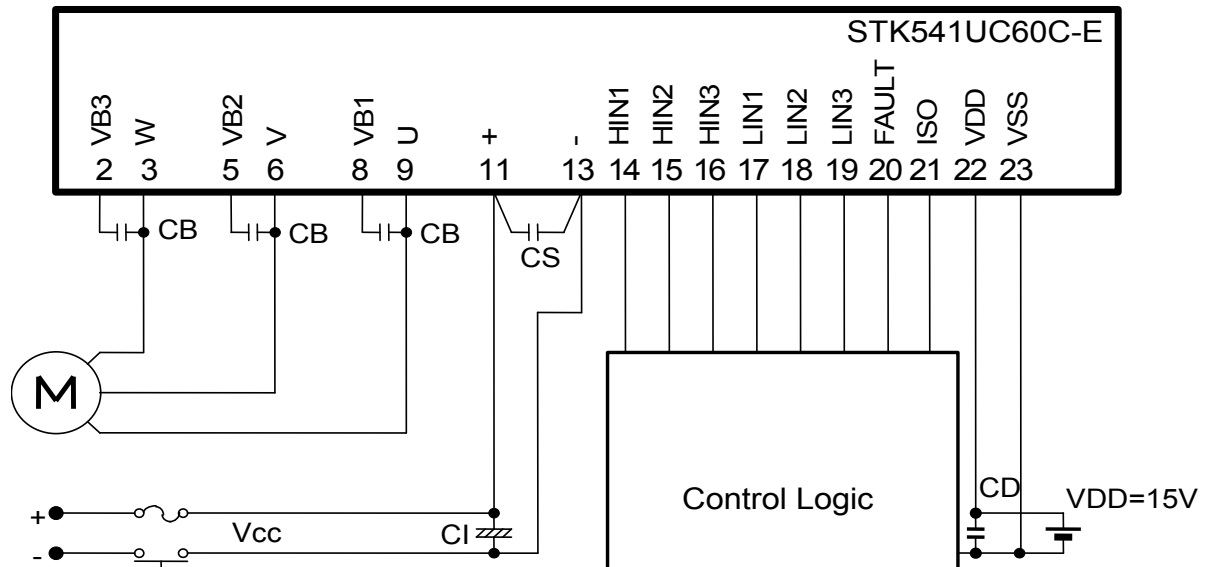 STK541UC60C-E
VB3 W VB2 V VB1 U + - HIN1 HIN2 HIN3 LIN1 LIN2 LIN3 FAULT ISO VDD VSS
2 3 5 6 8 9 11 13 14 15 16 17 18 19 20 21 22 23
CB CB CB
CS
M
Control Logic
CD VDD=15V
+
Vcc CI
-